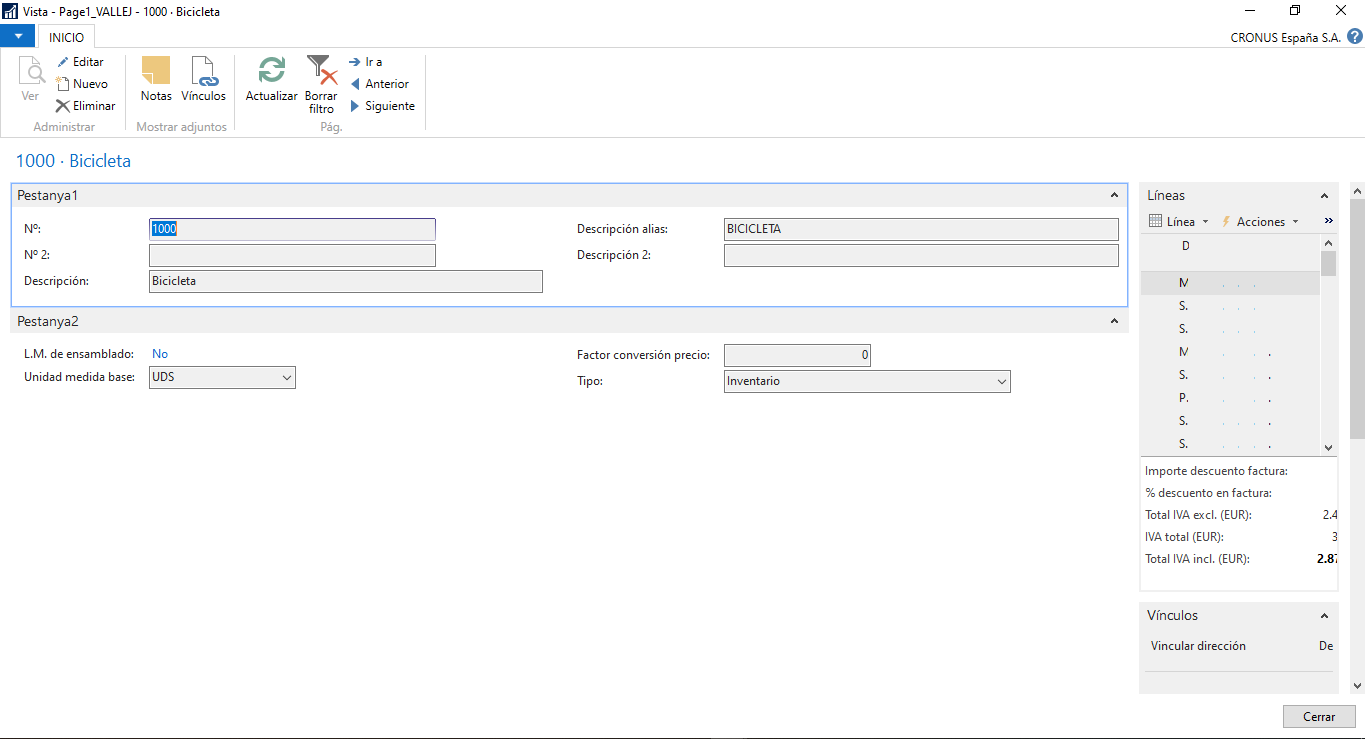 Vista - Page1_VALLEJ - 1000 · Bicicleta
INICIO
CRONUS España S.A.
Ver
Editar
Nuevo
Eliminar
Administrar
Notas
Vínculos
Mostrar adjuntos
Actualizar
Borrar filtro
Ir a
Anterior
Siguiente
Pág.
1000 · Bicicleta
Pestanya1
Nº: 1000
Nº 2:
Descripción: Bicicleta
Descripción alias: BICICLETA
Descripción 2:
Pestanya2
L.M. de ensamblado: No
Unidad medida base: UDS
Factor conversión precio: 0
Tipo: Inventario
Líneas
Línea Acciones »
D
M
S.
S.
M
S.
P.
S.
S.
Importe descuento factura:
% descuento en factura:
Total IVA excl. (EUR): 2.4
IVA total (EUR): 3
Total IVA incl. (EUR): 2.87
Vínculos
Vincular dirección De
Cerrar